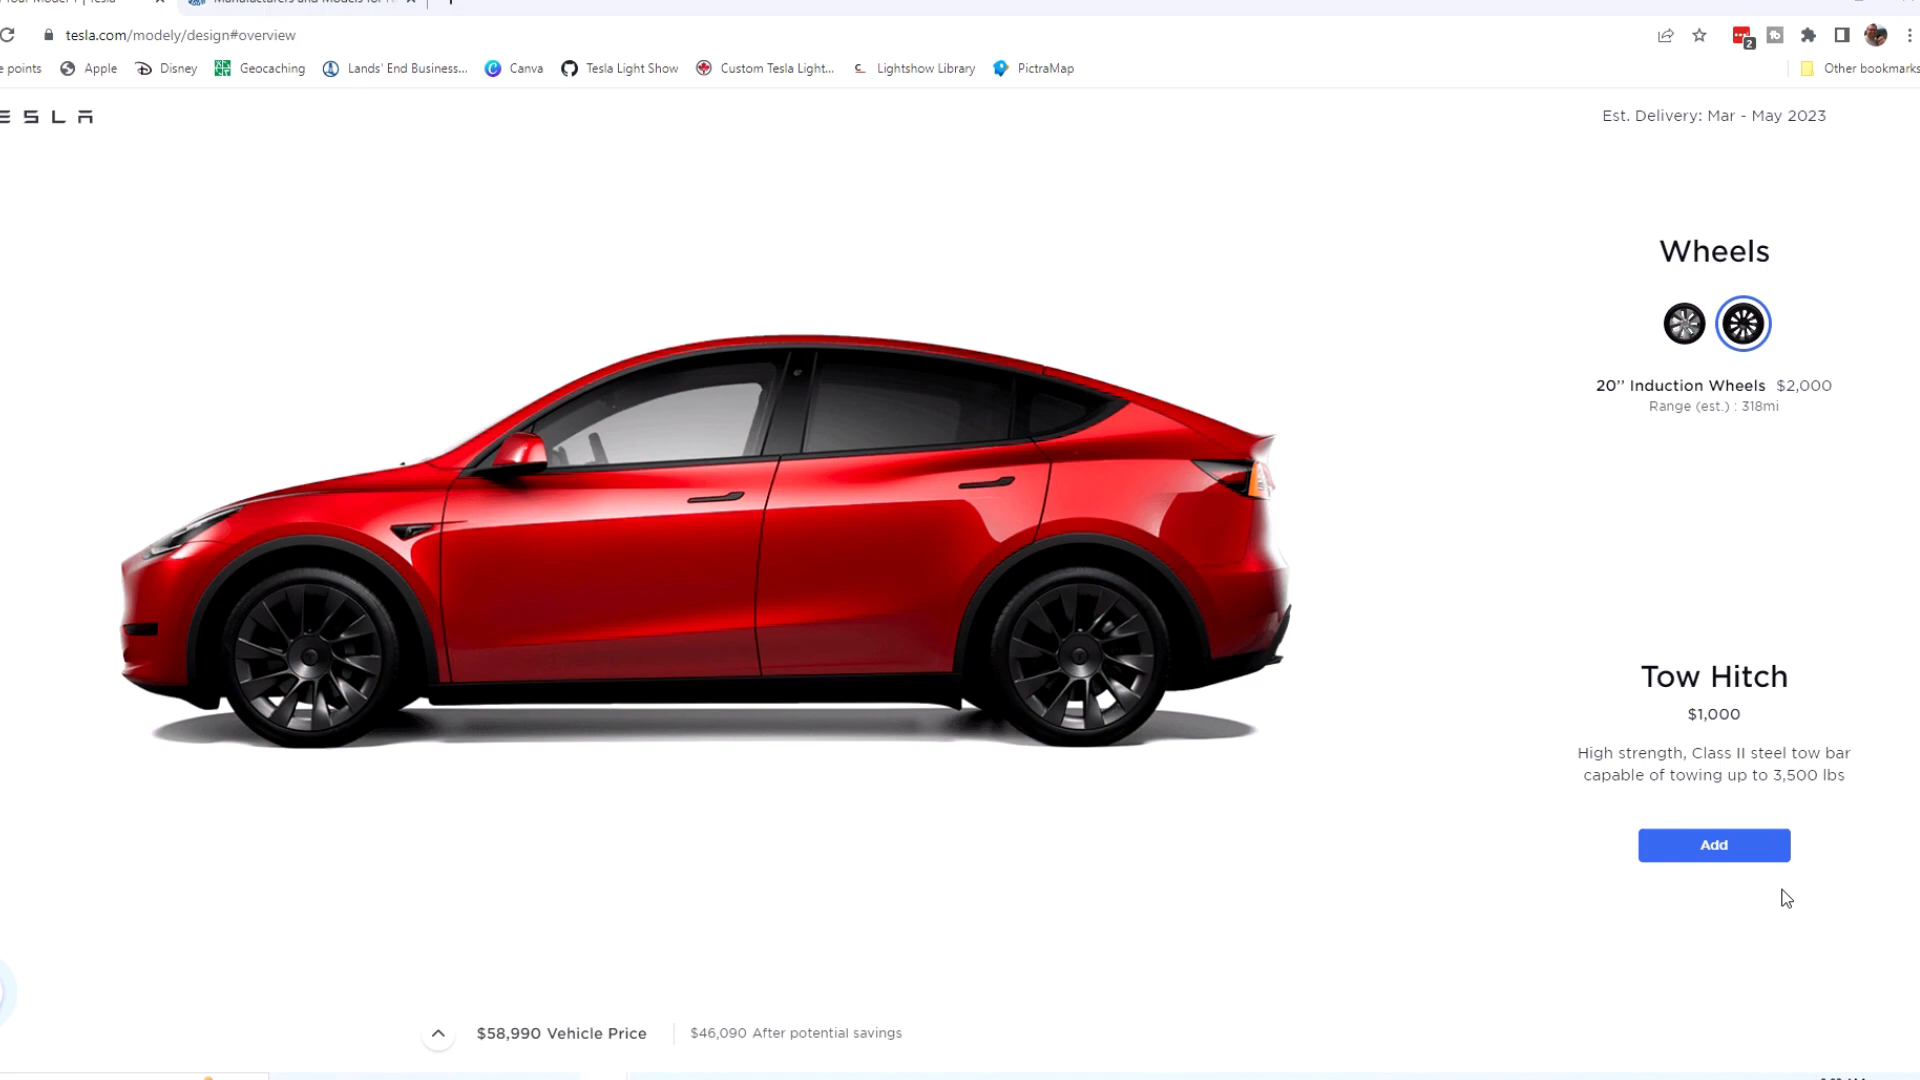 tesla.com/modely/design#overview
2
e points Apple Disney Geocaching Lands' End Business... Canva Tesla Light Show Custom Tesla Light... Lightshow Library PictraMap Other bookmarks
ESLA
Est. Delivery: Mar - May 2023
Wheels
20’’ Induction Wheels $2,000
Range (est.) : 318mi
Tow Hitch
$1,000
High strength, Class II steel tow bar
capable of towing up to 3,500 lbs
Add
$58,990 Vehicle Price $46,090 After potential savings